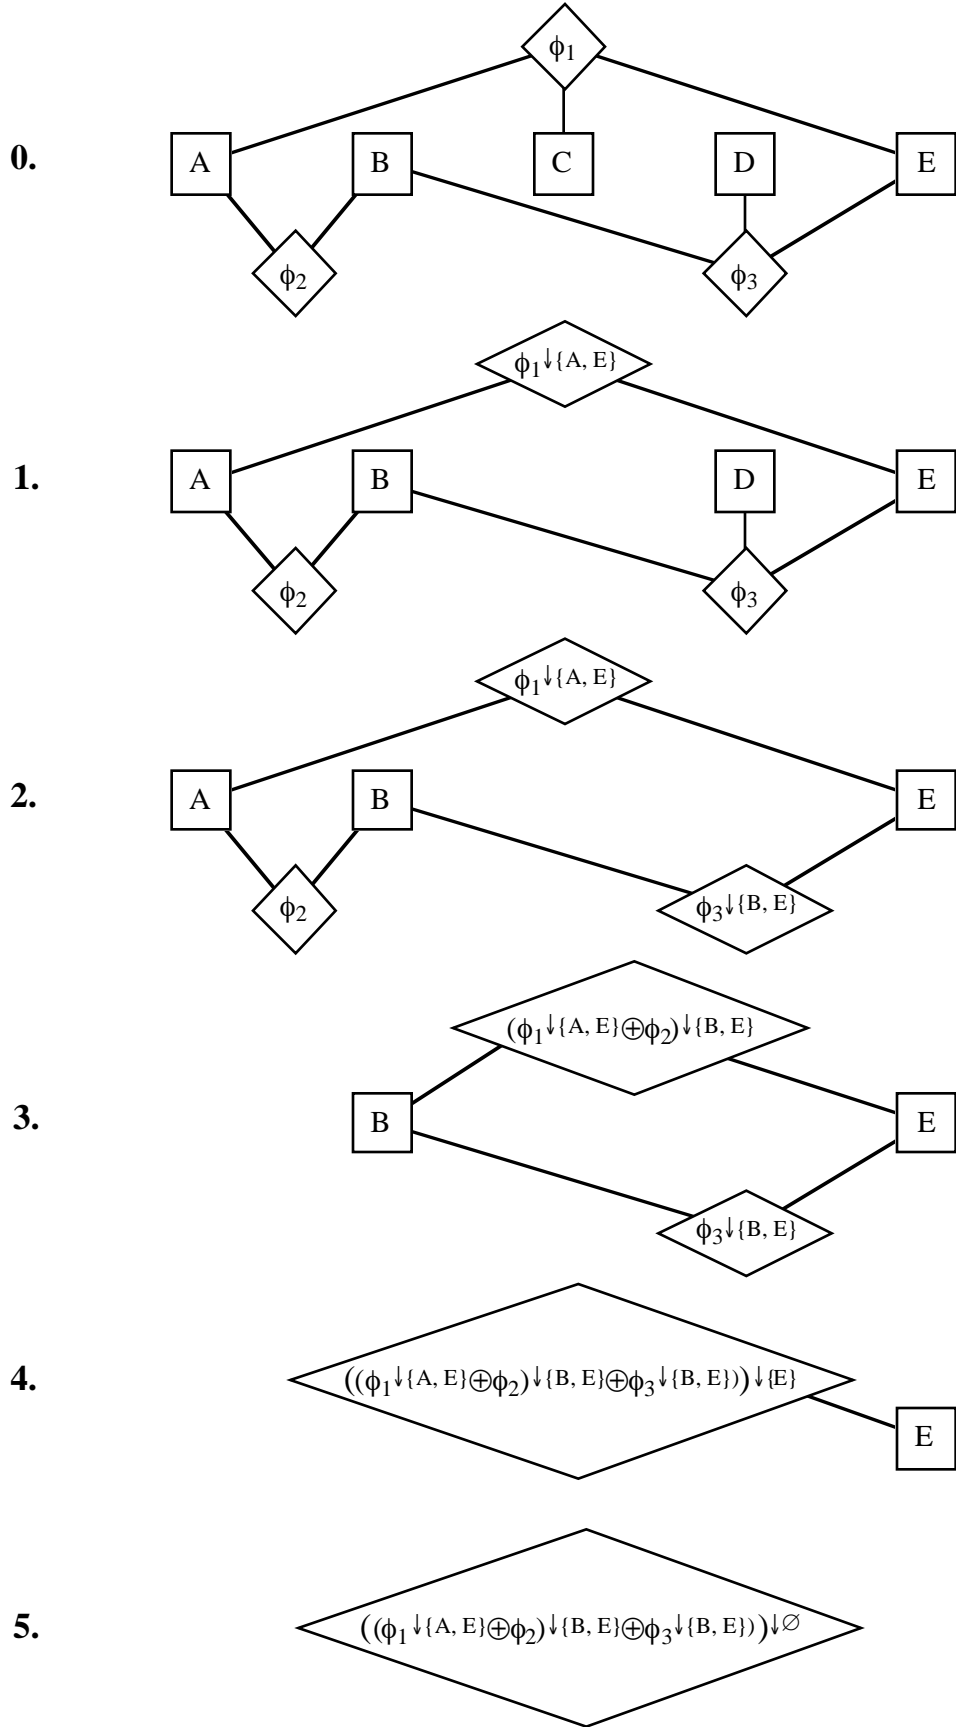 ϕ1
0. A B C D E
ϕ2 ϕ3
ϕ1↓{A, E}
1. A B D E
ϕ2 ϕ3
ϕ1↓{A, E}
2. A B E
ϕ2 ϕ3↓{B, E}
(ϕ1↓{A, E}⊕ϕ2)↓{B, E}
3. B E
ϕ3↓{B, E}
4. ((ϕ1↓{A, E}⊕ϕ2)↓{B, E}⊕ϕ3↓{B, E}))↓{E}
E
5. ((ϕ1↓{A, E}⊕ϕ2)↓{B, E}⊕ϕ3↓{B, E}))↓∅